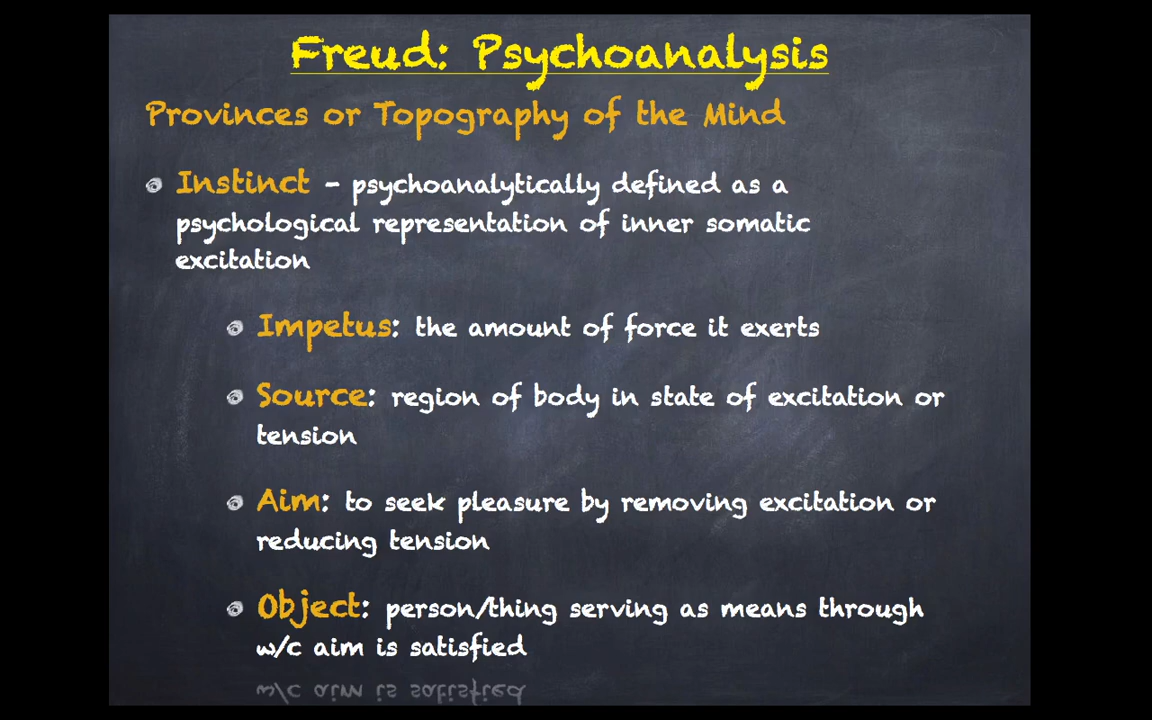 Freud: Psychoanalysis
Provinces or Topography of the Mind
Instinct - psychoanalytically defined as a
psychological representation of inner somatic
excitation
Impetus: the amount of force it exerts
Source: region of body in state of excitation or
tension
Aim: to seek pleasure by removing excitation or
reducing tension
Object: person/thing serving as means through
w/c aim is satisfied